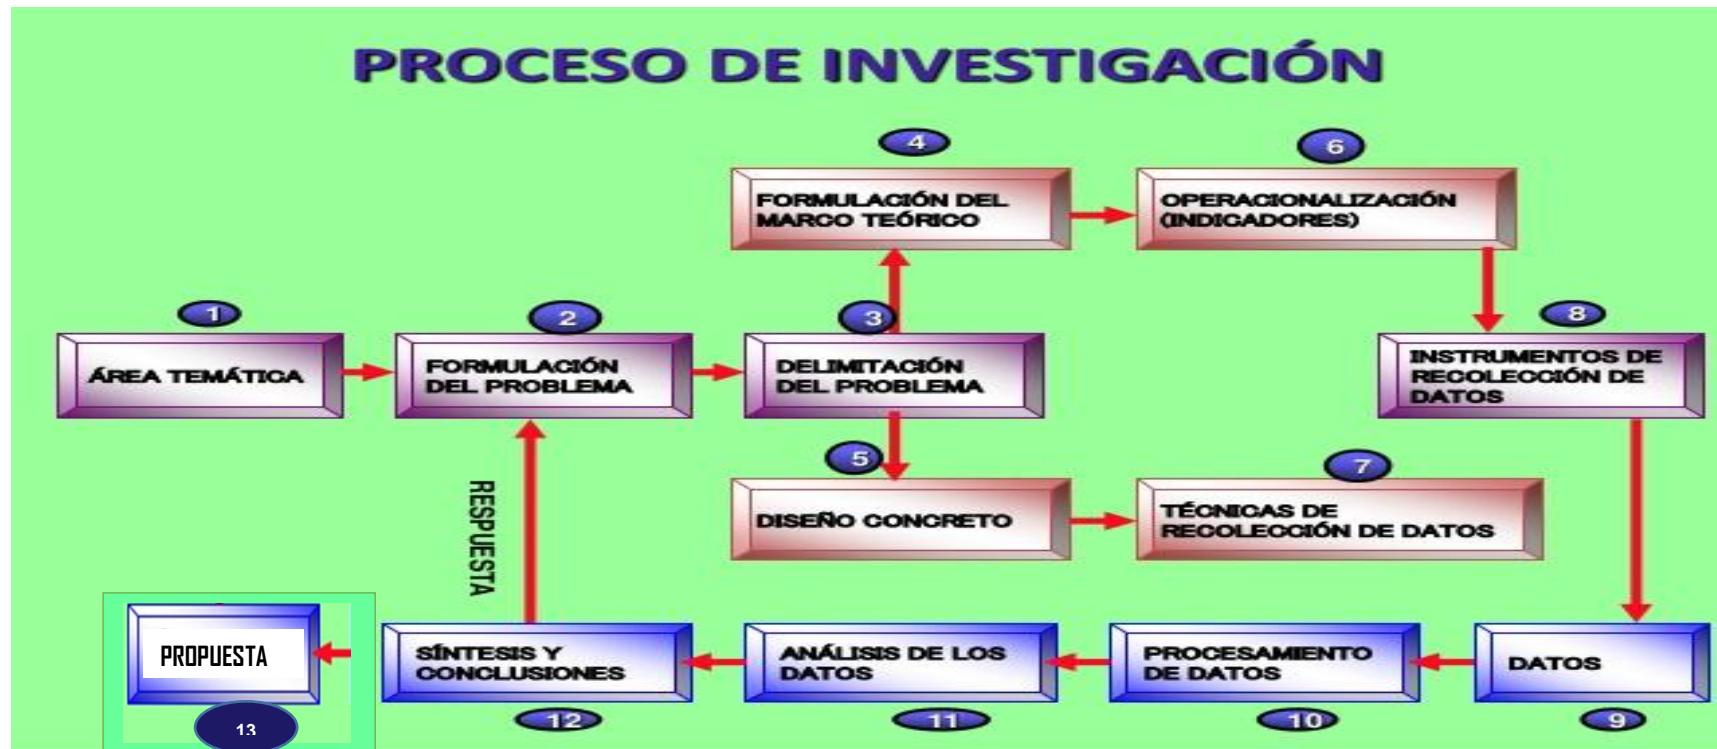 PROCESO DE INVESTIGACIÓN
4
6
FORMULACIÓN DEL
MARCO TEÓRICO
OPERACIONALIZACIÓN
(INDICADORES)
1
2
3
8
ÁREA TEMÁTICA
FORMULACIÓN
DEL PROBLEMA
DELIMITACIÓN
DEL PROBLEMA
INSTRUMENTOS DE
RECOLECCIÓN DE
DATOS
5
7
RESPUESTA
DISEÑO CONCRETO
TÉCNICAS DE
RECOLECCIÓN DE DATOS
PROPUESTA
SÍNTESIS Y
CONCLUSIONES
ANÁLISIS DE LOS
DATOS
PROCESAMIENTO
DE DATOS
DATOS
13
12
11
10
9